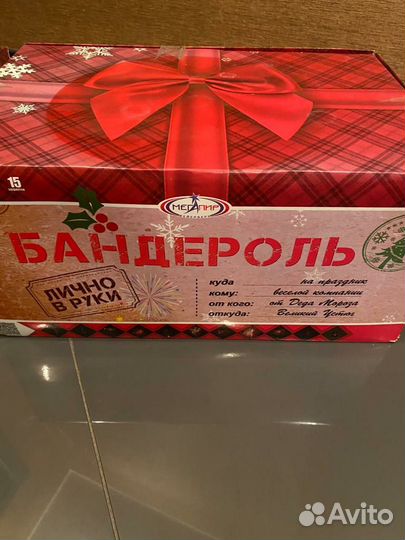 15
МЕГАПИР
БАНДЕРОЛЬ
ЛИЧНО
В РУКИ
куда на праздник
кому: веселой компании
от кого: от Деда Мороза
откуда: Великий Устюг
Avito